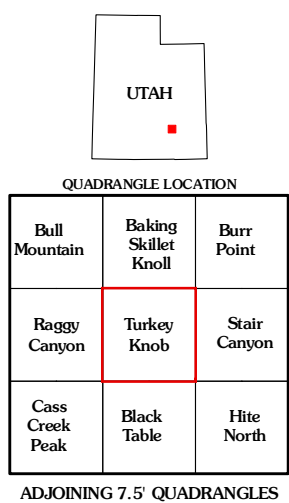 UTAH
QUADRANGLE LOCATION
Bull
Mountain
Baking
Skillet
Knoll
Burr
Point
Raggy
Canyon
Turkey
Knob
Stair
Canyon
Cass
Creek
Peak
Black
Table
Hite
North
ADJOINING 7.5' QUADRANGLES